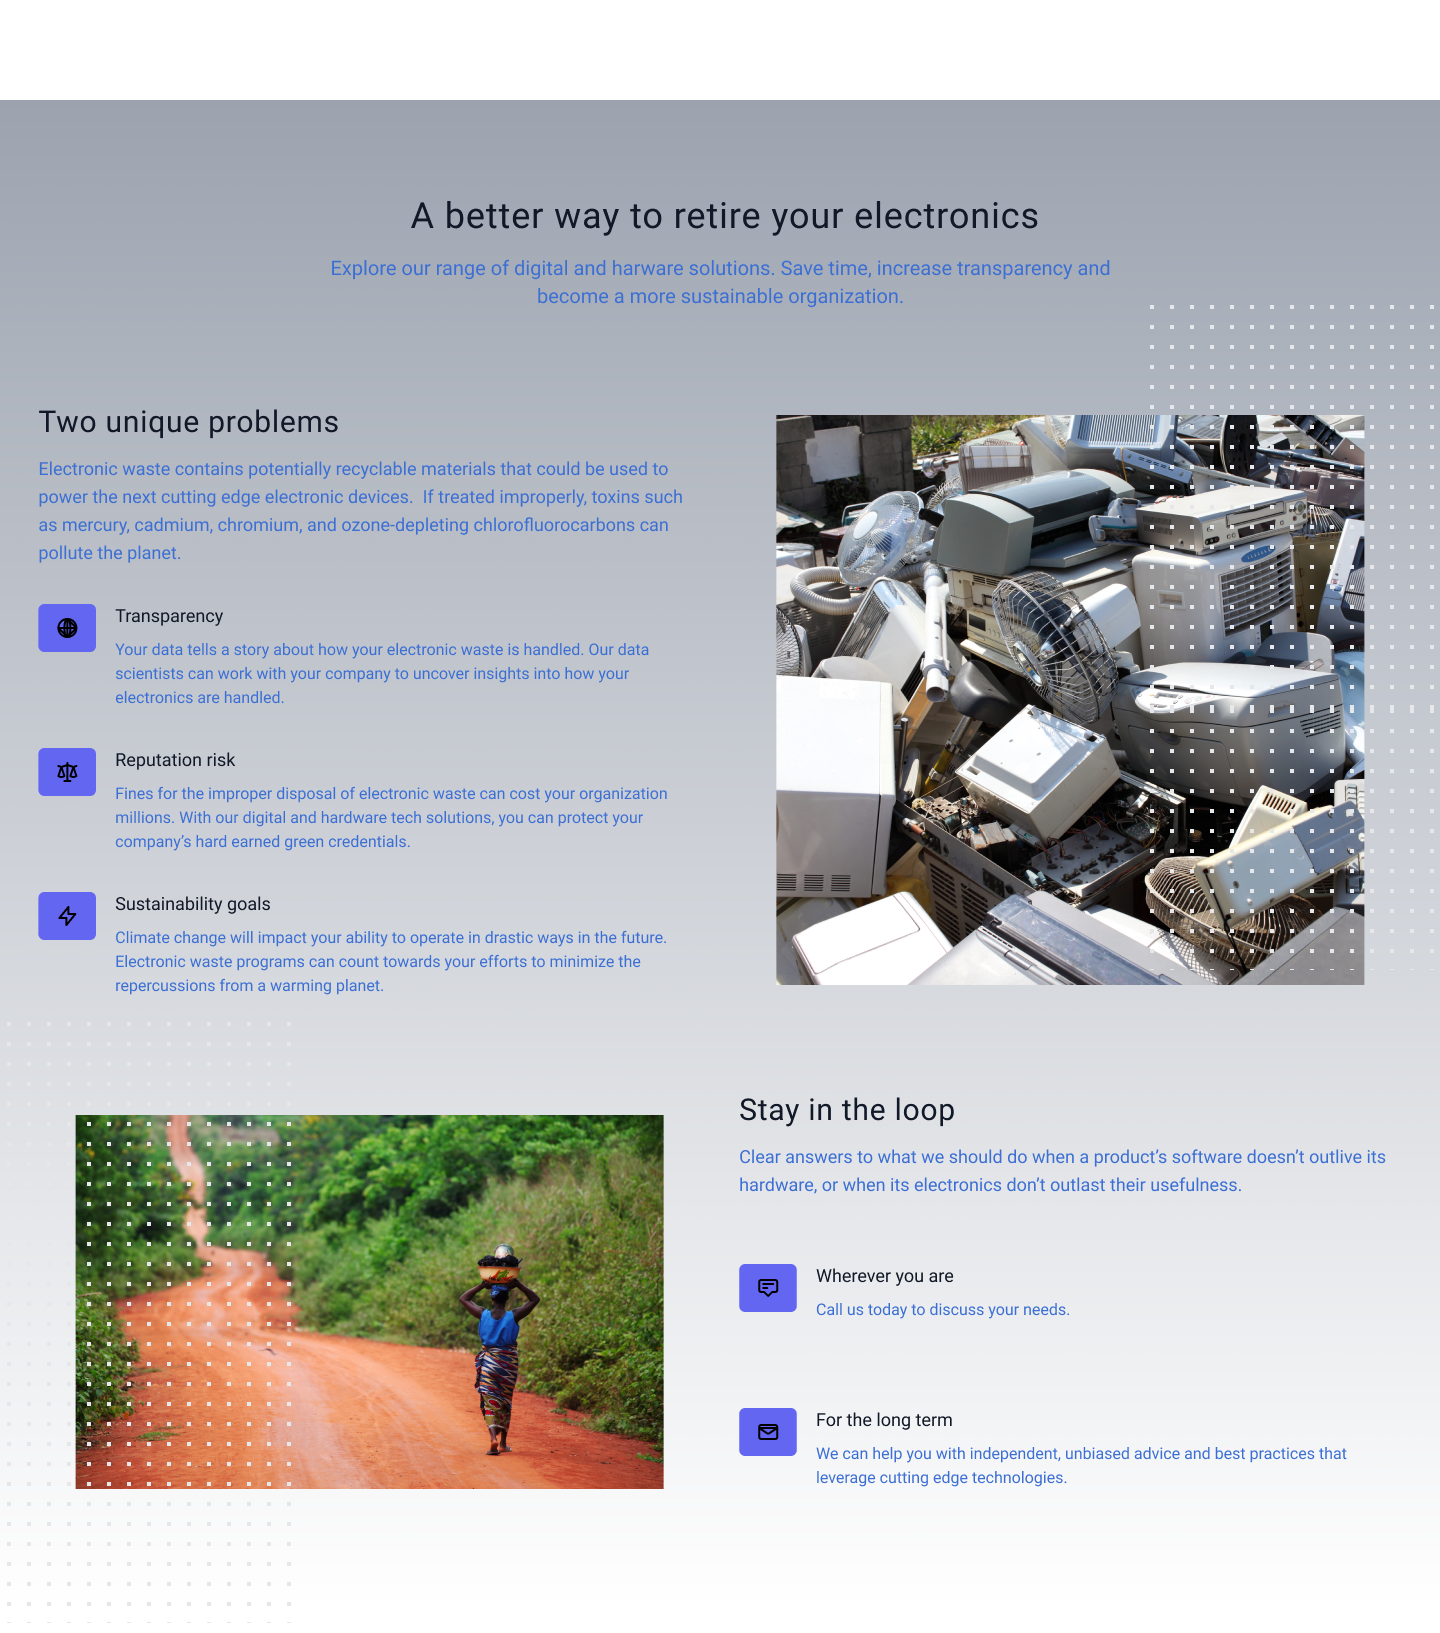 A better way to retire your electronics
Explore our range of digital and harware solutions. Save time, increase transparency and
become a more sustainable organization.
Two unique problems
Electronic waste contains potentially recyclable materials that could be used to
power the next cutting edge electronic devices.  If treated improperly, toxins such
as mercury, cadmium, chromium, and ozone-depleting chlorofluorocarbons can
pollute the planet.
Transparency
Your data tells a story about how your electronic waste is handled. Our data
scientists can work with your company to uncover insights into how your
electronics are handled.
Reputation risk
Fines for the improper disposal of electronic waste can cost your organization
millions. With our digital and hardware tech solutions, you can protect your
company’s hard earned green credentials.
Sustainability goals
Climate change will impact your ability to operate in drastic ways in the future.
Electronic waste programs can count towards your efforts to minimize the
repercussions from a warming planet.
Stay in the loop
Clear answers to what we should do when a product’s software doesn’t outlive its
hardware, or when its electronics don’t outlast their usefulness.
Wherever you are
Call us today to discuss your needs.
For the long term
We can help you with independent, unbiased advice and best practices that
leverage cutting edge technologies.